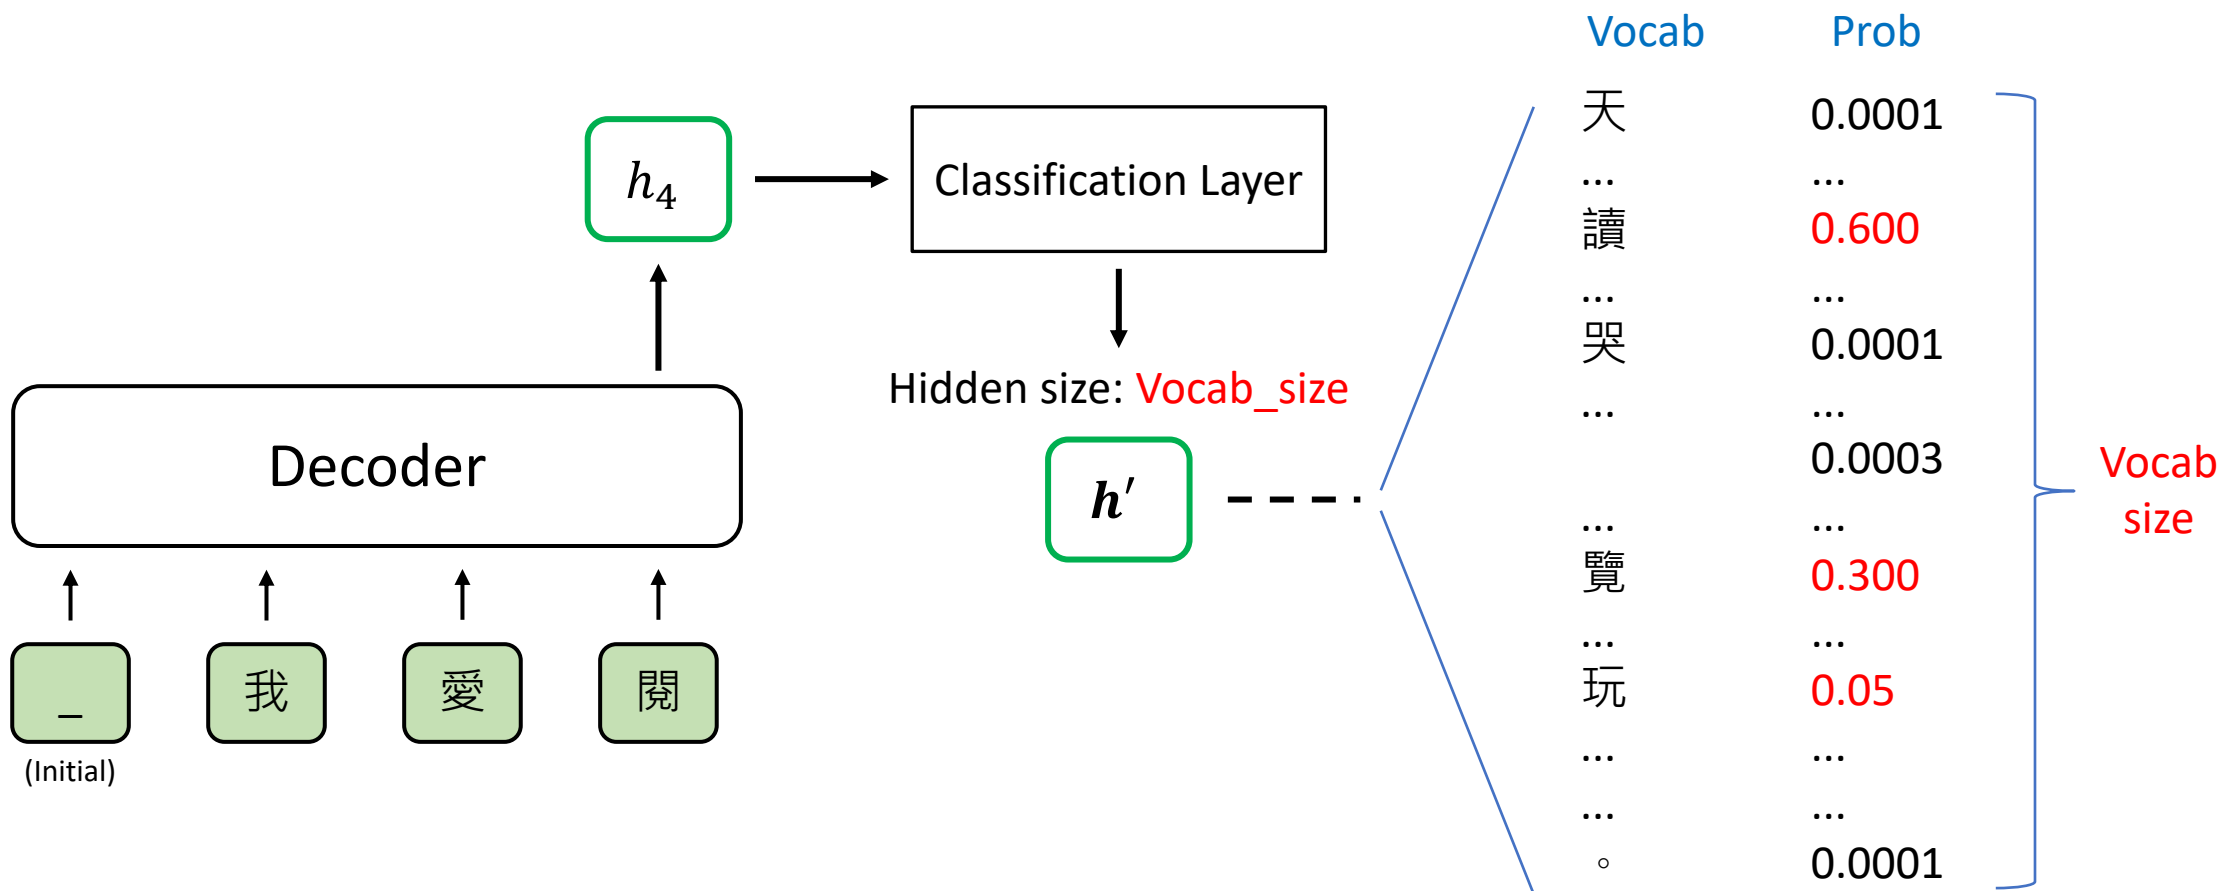 Vocab Prob
天 0.0001
... ...
讀 0.600
... ...
哭 0.0001
... ...
0.0003
... ...
覽 0.300
... ...
玩 0.05
... ...
... ...
。 0.0001
Vocab
size
h₄
Classification Layer
Hidden size: Vocab_size
h′
Decoder
_ 我 愛 閱
(Initial)